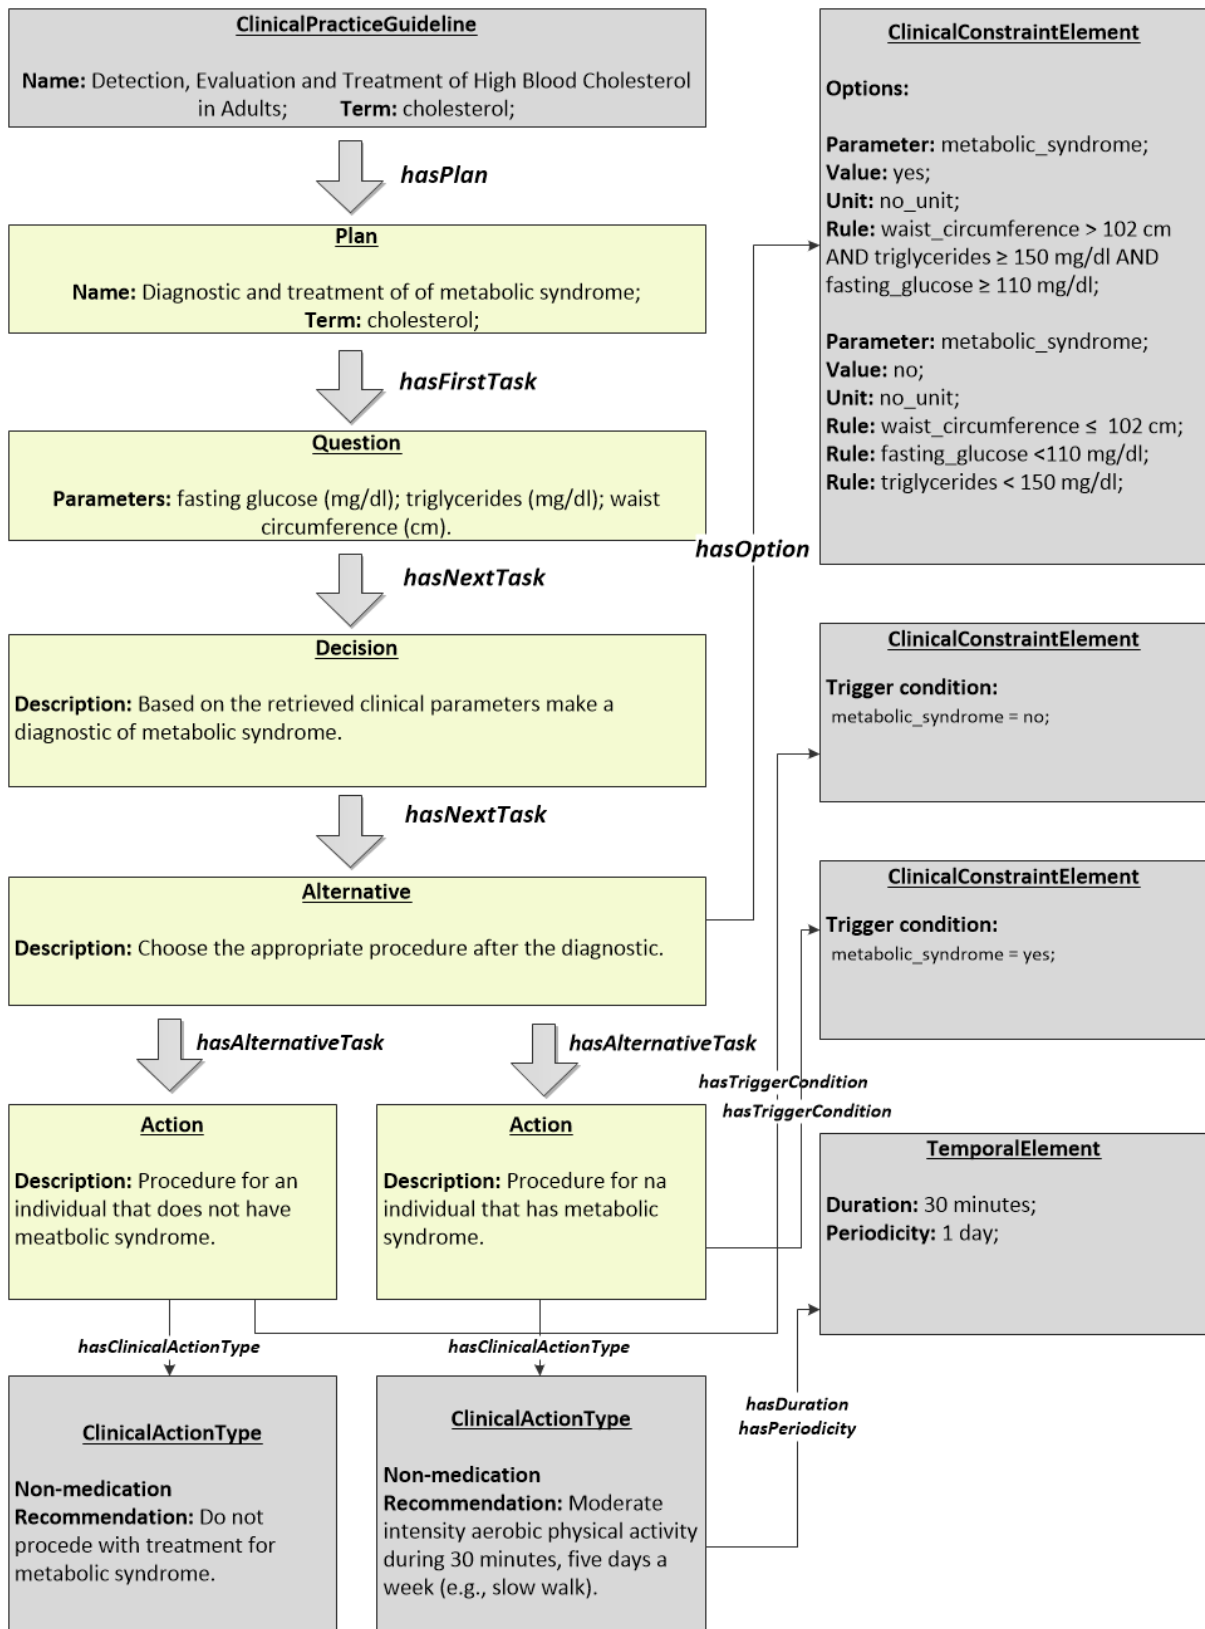 ClinicalPracticeGuideline
Name: Detection, Evaluation and Treatment of High Blood Cholesterol
in Adults; Term: cholesterol;
hasPlan
Plan
Name: Diagnostic and treatment of of metabolic syndrome;
Term: cholesterol;
hasFirstTask
Question
Parameters: fasting glucose (mg/dl); triglycerides (mg/dl); waist
circumference (cm).
hasNextTask
Decision
Description: Based on the retrieved clinical parameters make a
diagnostic of metabolic syndrome.
hasNextTask
Alternative
Description: Choose the appropriate procedure after the diagnostic.
hasAlternativeTask
hasAlternativeTask
Action
Description: Procedure for an
individual that does not have
meatbolic syndrome.
Action
Description: Procedure for na
individual that has metabolic
syndrome.
hasClinicalActionType
hasClinicalActionType
ClinicalActionType
Non-medication
Recommendation: Do not
procede with treatment for
metabolic syndrome.
ClinicalActionType
Non-medication
Recommendation: Moderate
intensity aerobic physical activity
during 30 minutes, five days a
week (e.g., slow walk).
hasOption
hasTriggerCondition
hasTriggerCondition
hasDuration
hasPeriodicity
ClinicalConstraintElement
Options:
Parameter: metabolic_syndrome;
Value: yes;
Unit: no_unit;
Rule: waist_circumference > 102 cm
AND triglycerides ≥ 150 mg/dl AND
fasting_glucose ≥ 110 mg/dl;
Parameter: metabolic_syndrome;
Value: no;
Unit: no_unit;
Rule: waist_circumference ≤ 102 cm;
Rule: fasting_glucose <110 mg/dl;
Rule: triglycerides < 150 mg/dl;
ClinicalConstraintElement
Trigger condition:
metabolic_syndrome = no;
ClinicalConstraintElement
Trigger condition:
metabolic_syndrome = yes;
TemporalElement
Duration: 30 minutes;
Periodicity: 1 day;